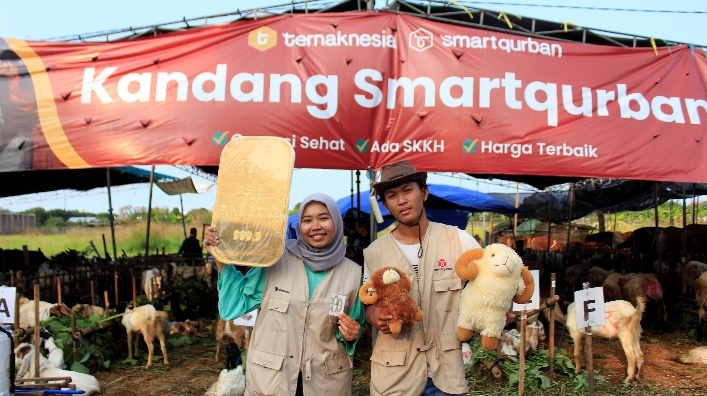 ternaknesia smartqurban
Kandang Smartqurban
Sehat Ada SKKH Harga Terbaik
999.9
A
F